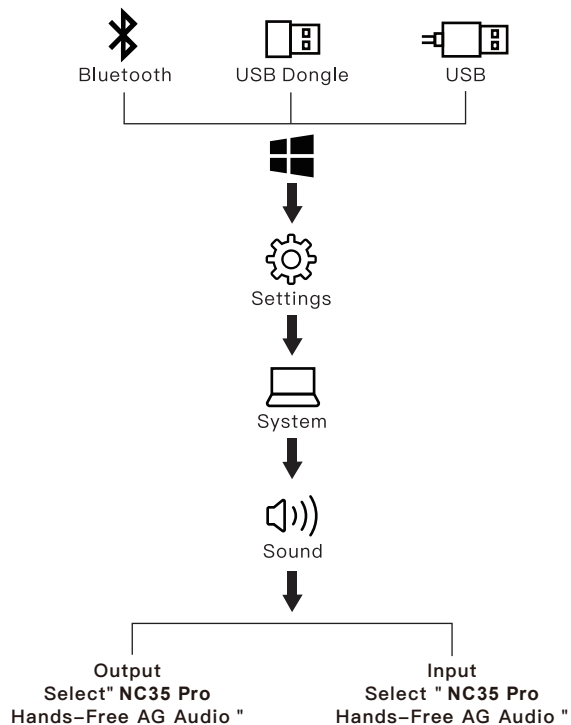 Bluetooth
USB Dongle
USB
Settings
System
Sound
Output
Select" NC35 Pro
Hands-Free AG Audio "
Input
Select " NC35 Pro
Hands-Free AG Audio "